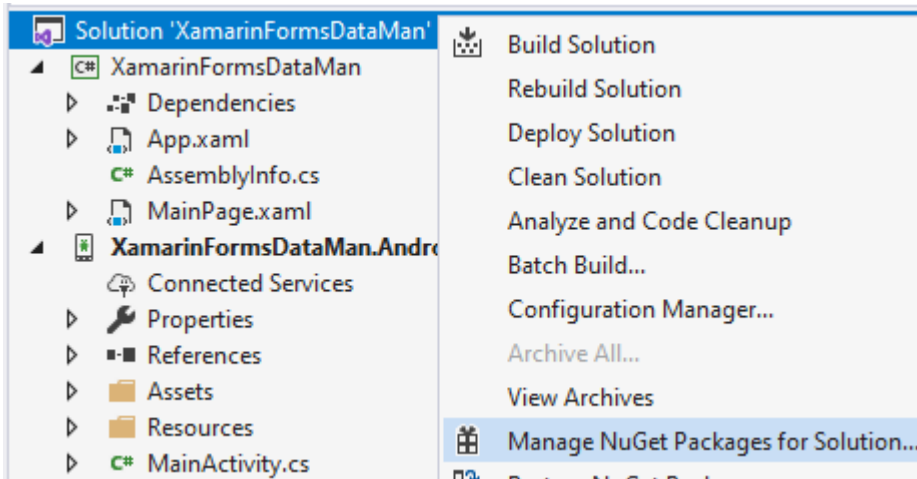 Solution 'XamarinFormsDataMan'
C# XamarinFormsDataMan
Dependencies
App.xaml
C# AssemblyInfo.cs
MainPage.xaml
XamarinFormsDataMan.Andro
Connected Services
Properties
References
Assets
Resources
C# MainActivity.cs
Build Solution
Rebuild Solution
Deploy Solution
Clean Solution
Analyze and Code Cleanup
Batch Build...
Configuration Manager...
Archive All...
View Archives
Manage NuGet Packages for Solution...